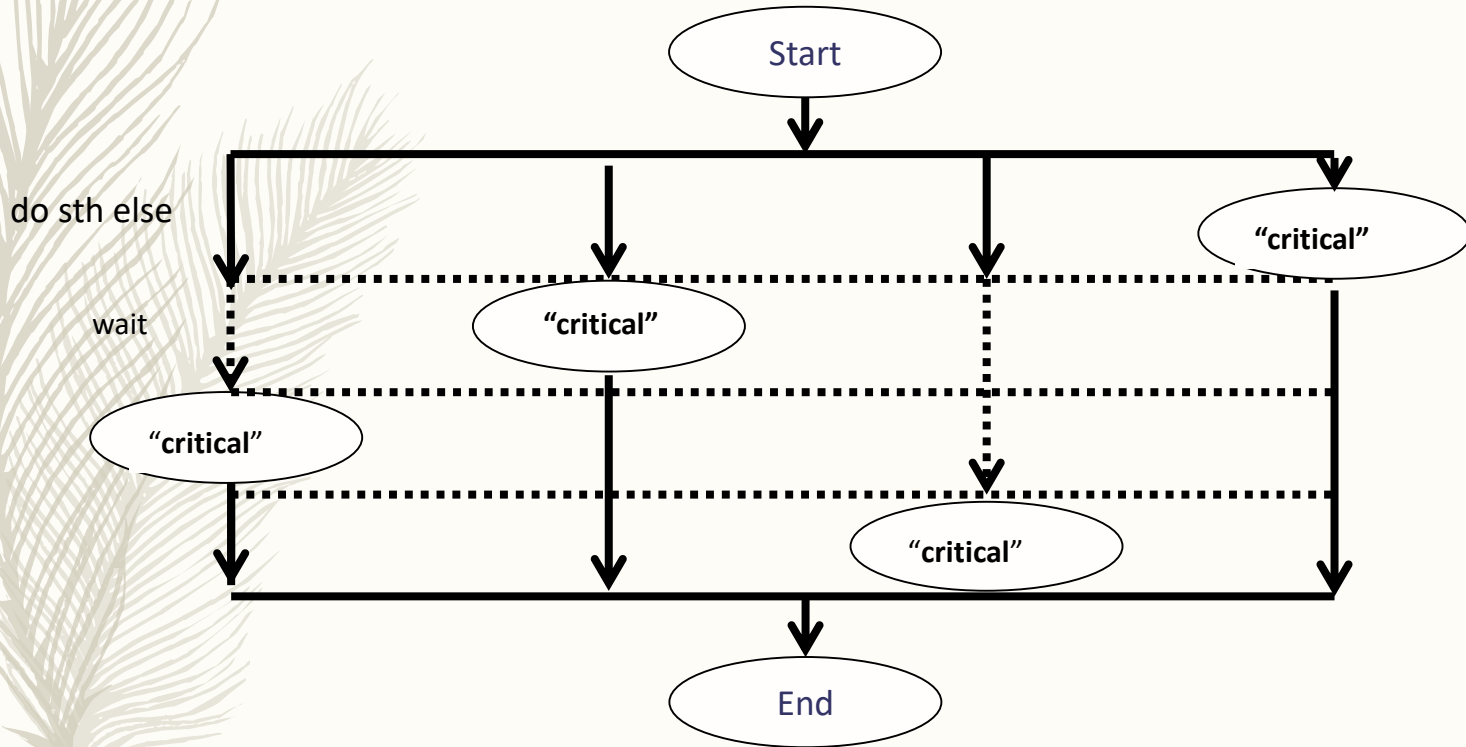 Start
do sth else
“critical”
wait
“critical”
“critical”
“critical”
End